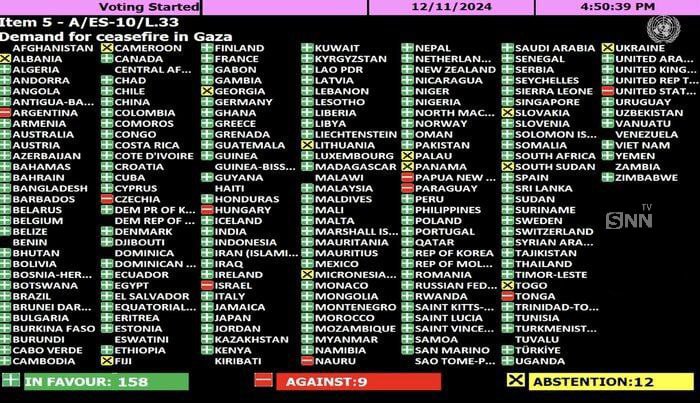 Voting Started
12/11/2024
4:50:39 PM
Item 5 - A/ES-10/L.33
Demand for ceasefire in Gaza
AFGHANISTAN
ALBANIA
ALGERIA
ANDORRA
ANGOLA
ANTIGUA-BA...
ARGENTINA
ARMENIA
AUSTRALIA
AUSTRIA
AZERBAIJAN
BAHAMAS
BAHRAIN
BANGLADESH
BARBADOS
BELARUS
BELGIUM
BELIZE
BENIN
BHUTAN
BOLIVIA
BOSNIA-HER...
BOTSWANA
BRAZIL
BRUNEI DAR...
BULGARIA
BURKINA FASO
BURUNDI
CABO VERDE
CAMBODIA
CAMEROON
CANADA
CENTRAL AF...
CHAD
CHILE
CHINA
COLOMBIA
COMOROS
CONGO
COSTA RICA
COTE D'IVOIRE
CROATIA
CUBA
CYPRUS
CZECHIA
DEM PR OF K...
DEM REP OF ...
DENMARK
DJIBOUTI
DOMINICA
DOMINICAN ...
ECUADOR
EGYPT
EL SALVADOR
EQUATORIAL...
ERITREA
ESTONIA
ESWATINI
ETHIOPIA
FIJI
FINLAND
FRANCE
GABON
GAMBIA
GEORGIA
GERMANY
GHANA
GREECE
GRENADA
GUATEMALA
GUINEA
GUINEA-BISS...
GUYANA
HAITI
HONDURAS
HUNGARY
ICELAND
INDIA
INDONESIA
IRAN (ISLAMI...
IRAQ
IRELAND
ISRAEL
ITALY
JAMAICA
JAPAN
JORDAN
KAZAKHSTAN
KENYA
KIRIBATI
KUWAIT
KYRGYZSTAN
LAO PDR
LATVIA
LEBANON
LESOTHO
LIBERIA
LIBYA
LIECHTENSTEIN
LITHUANIA
LUXEMBOURG
MADAGASCAR
MALAWI
MALAYSIA
MALDIVES
MALI
MALTA
MARSHALL IS...
MAURITANIA
MAURITIUS
MEXICO
MICRONESIA...
MONACO
MONGOLIA
MONTENEGRO
MOROCCO
MOZAMBIQUE
MYANMAR
NAMIBIA
NAURU
NEPAL
NETHERLAN...
NEW ZEALAND
NICARAGUA
NIGER
NIGERIA
NORTH MAC...
NORWAY
OMAN
PAKISTAN
PALAU
PANAMA
PAPUA NEW ...
PARAGUAY
PERU
PHILIPPINES
POLAND
PORTUGAL
QATAR
REP OF KOREA
REP OF MOL...
ROMANIA
RUSSIAN FED...
RWANDA
SAINT KITTS-...
SAINT LUCIA
SAINT VINCE...
SAMOA
SAN MARINO
SAO TOME-P...
SAUDI ARABIA
SENEGAL
SERBIA
SEYCHELLES
SIERRA LEONE
SINGAPORE
SLOVAKIA
SLOVENIA
SOLOMON IS...
SOMALIA
SOUTH AFRICA
SOUTH SUDAN
SPAIN
SRI LANKA
SUDAN
SURINAME
SWEDEN
SWITZERLAND
SYRIAN ARA...
TAJIKISTAN
THAILAND
TIMOR-LESTE
TOGO
TONGA
TRINIDAD-TO...
TUNISIA
TURKMENIST...
TUVALU
TÜRKİYE
UGANDA
UKRAINE
UNITED ARA...
UNITED KING...
UNITED REP T...
UNITED STAT...
URUGUAY
UZBEKISTAN
VANUATU
VENEZUELA
VIET NAM
YEMEN
ZAMBIA
ZIMBABWE
SNN TV
IN FAVOUR: 158
AGAINST:9
ABSTENTION:12